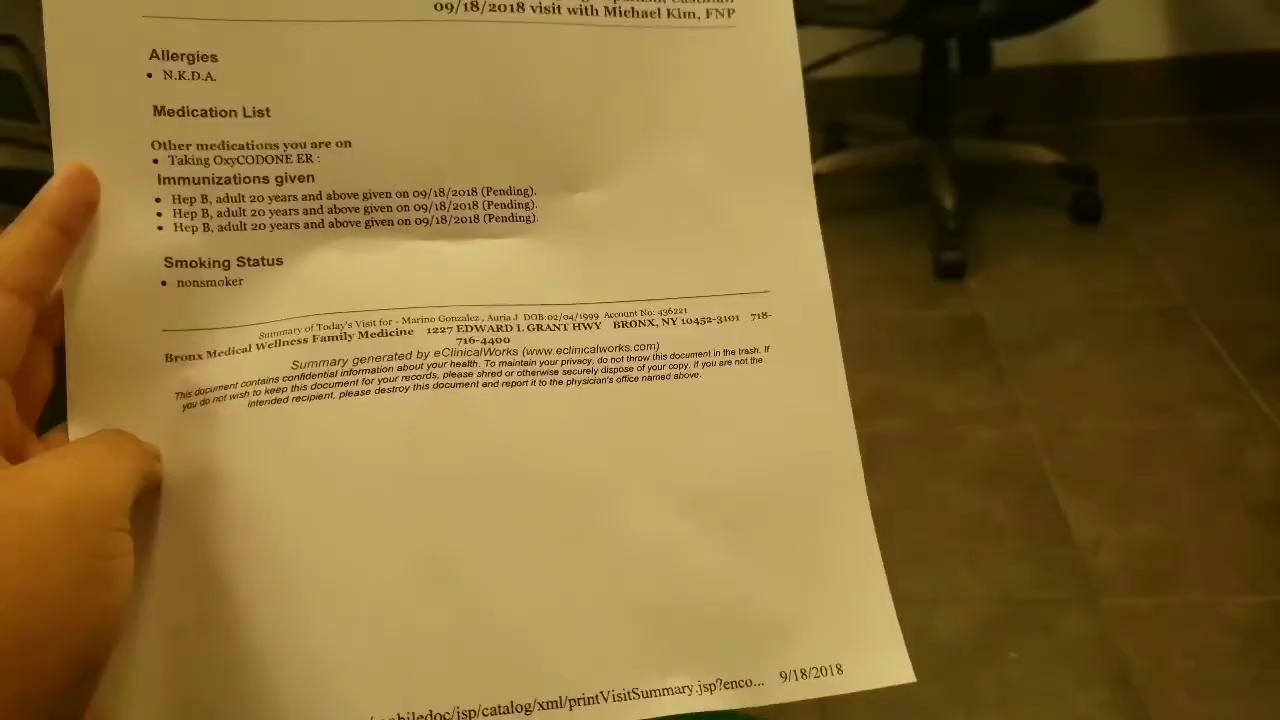 09/18/2018 visit with Michael Kim, FNP
Allergies
• N.K.D.A.
Medication List
Other medications you are on
• Taking OxyCODONE ER :
Immunizations given
• Hep B, adult 20 years and above given on 09/18/2018 (Pending).
• Hep B, adult 20 years and above given on 09/18/2018 (Pending).
• Hep B, adult 20 years and above given on 09/18/2018 (Pending).
Smoking Status
• nonsmoker
Summary of Today's Visit for - Marino Gonzalez , Auria J DOB:02/04/1999 Account No: 436221
Bronx Medical Wellness Family Medicine 1227 EDWARD L GRANT HWY BRONX, NY 10452-3101 718-
716-4400
Summary generated by eClinicalWorks (www.eclinicalworks.com)
This document contains confidential information about your health. To maintain your privacy, do not throw this document in the trash. If
you do not wish to keep this document for your records, please shred or otherwise securely dispose of your copy. If you are not the
intended recipient, please destroy this document and report it to the physician's office named above.
/jsp/catalog/xml/printVisitSummary.jsp?enco... 9/18/2018